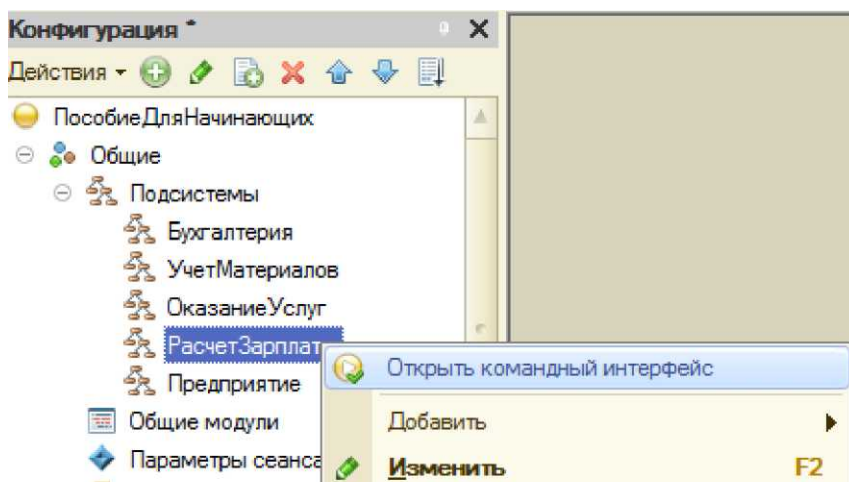 Конфигурация *
Действия
ПособиеДляНачинающих
Общие
Подсистемы
Бухгалтерия
УчетМатериалов
ОказаниеУслуг
РасчетЗарплат
Открыть командный интерфейс
Предприятие
Общие модули
Добавить
Параметры сеанса
Изменить F2